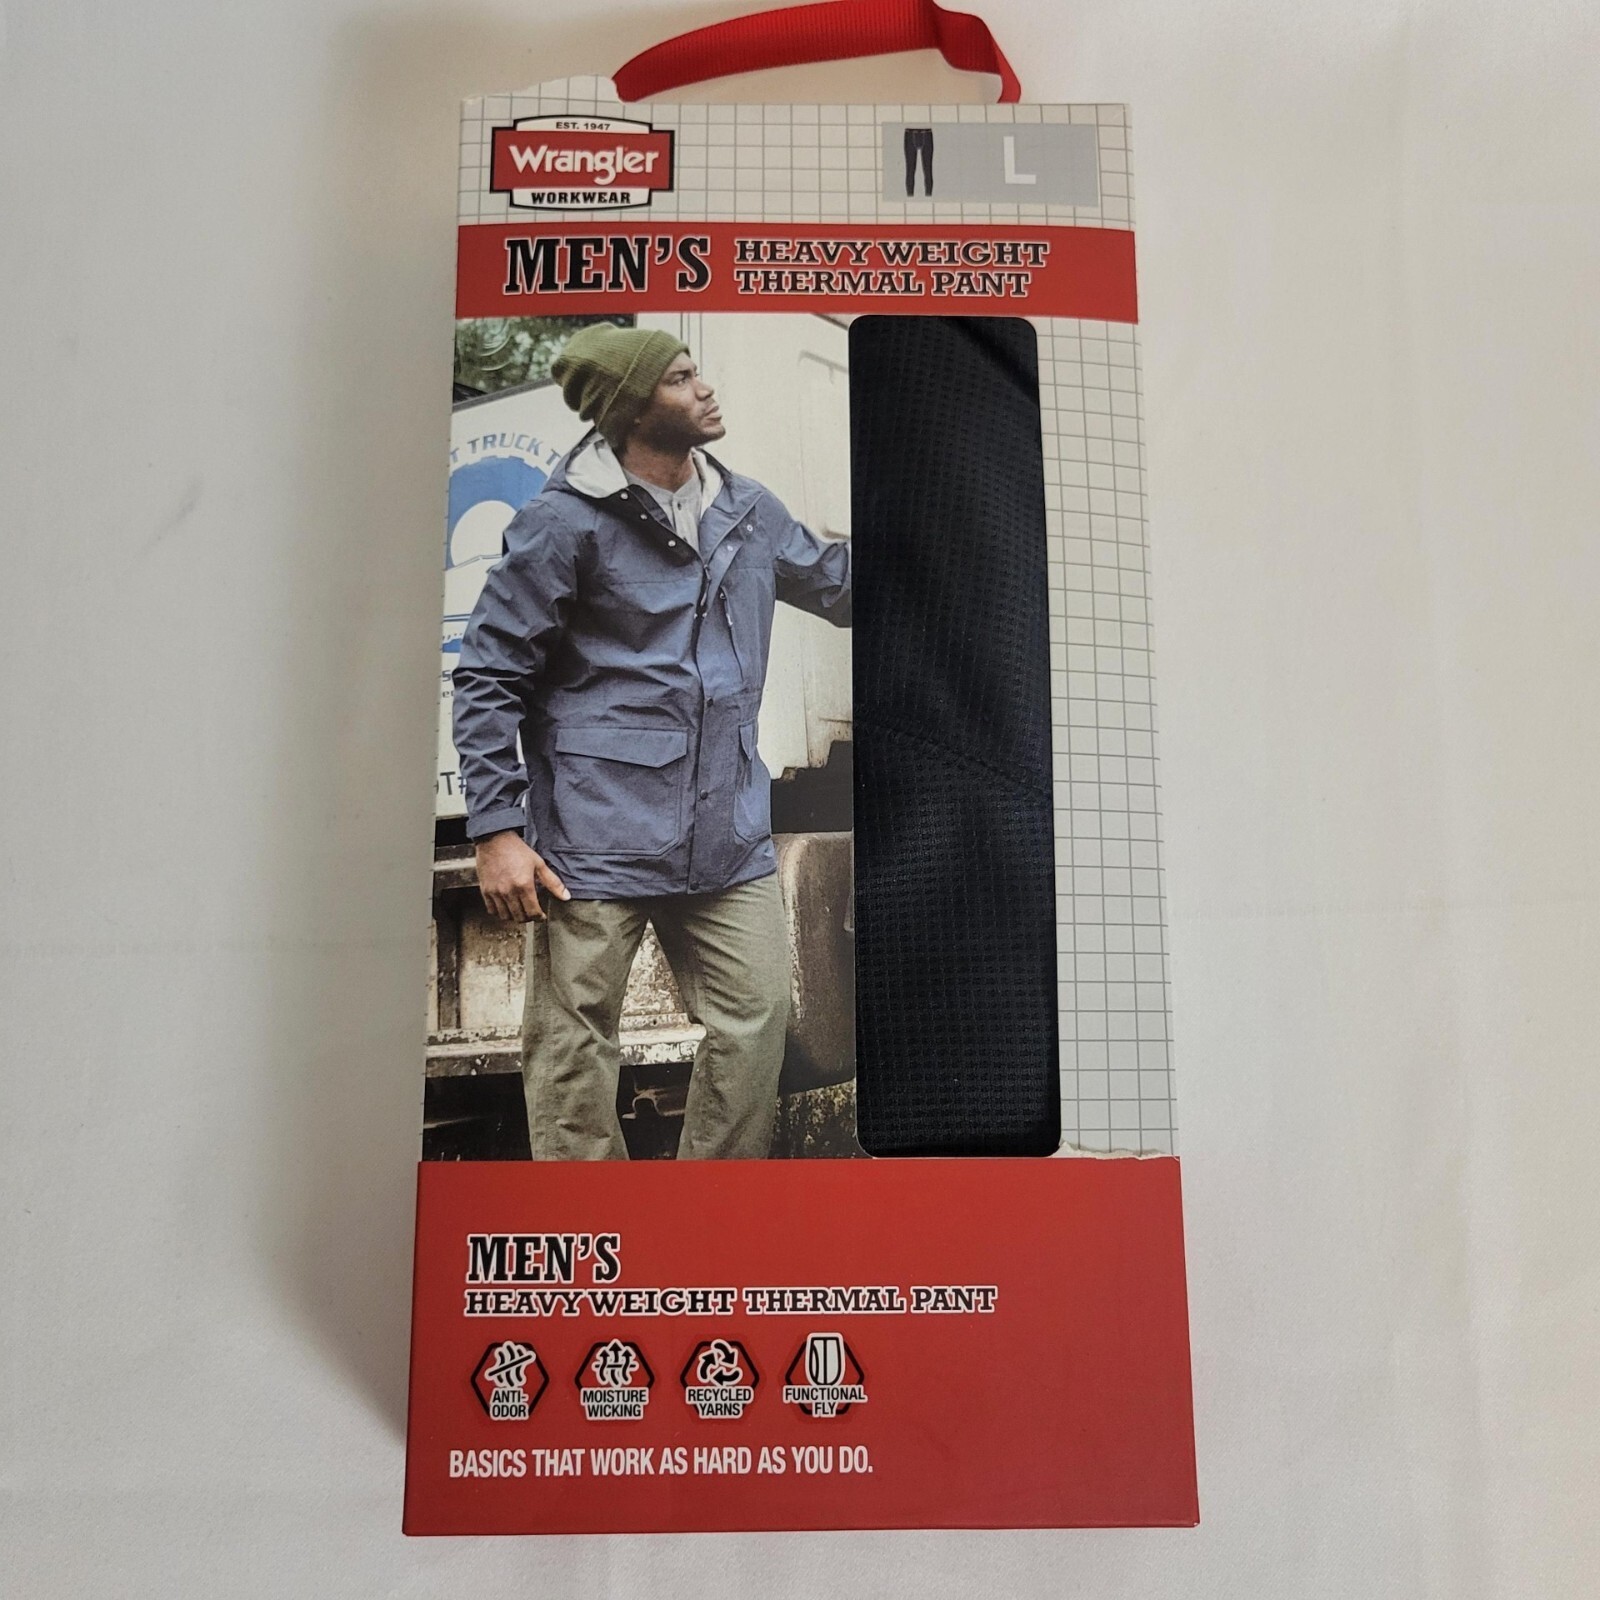 EST. 1947
Wrangler
WORKWEAR
L
MEN'S
HEAVY WEIGHT
THERMAL PANT
T TRUCK T
MEN'S
HEAVY WEIGHT THERMAL PANT
ANTI-
ODOR
MOISTURE
WICKING
RECYCLED
YARNS
FUNCTIONAL
FLY
BASICS THAT WORK AS HARD AS YOU DO.